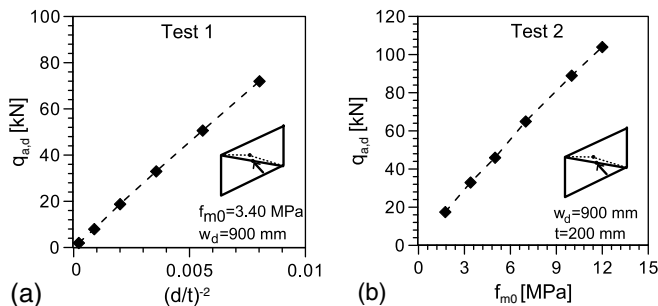 Test 1
q_a,d [kN]
100
80
60
40
20
0
f_m0=3.40 MPa
w_d=900 mm
0
0.005
0.01
(d/t)^-2
(a)
Test 2
q_a,d [kN]
120
100
80
60
40
20
0
w_d=900 mm
t=200 mm
0
3
6
9
12
15
f_m0 [MPa]
(b)